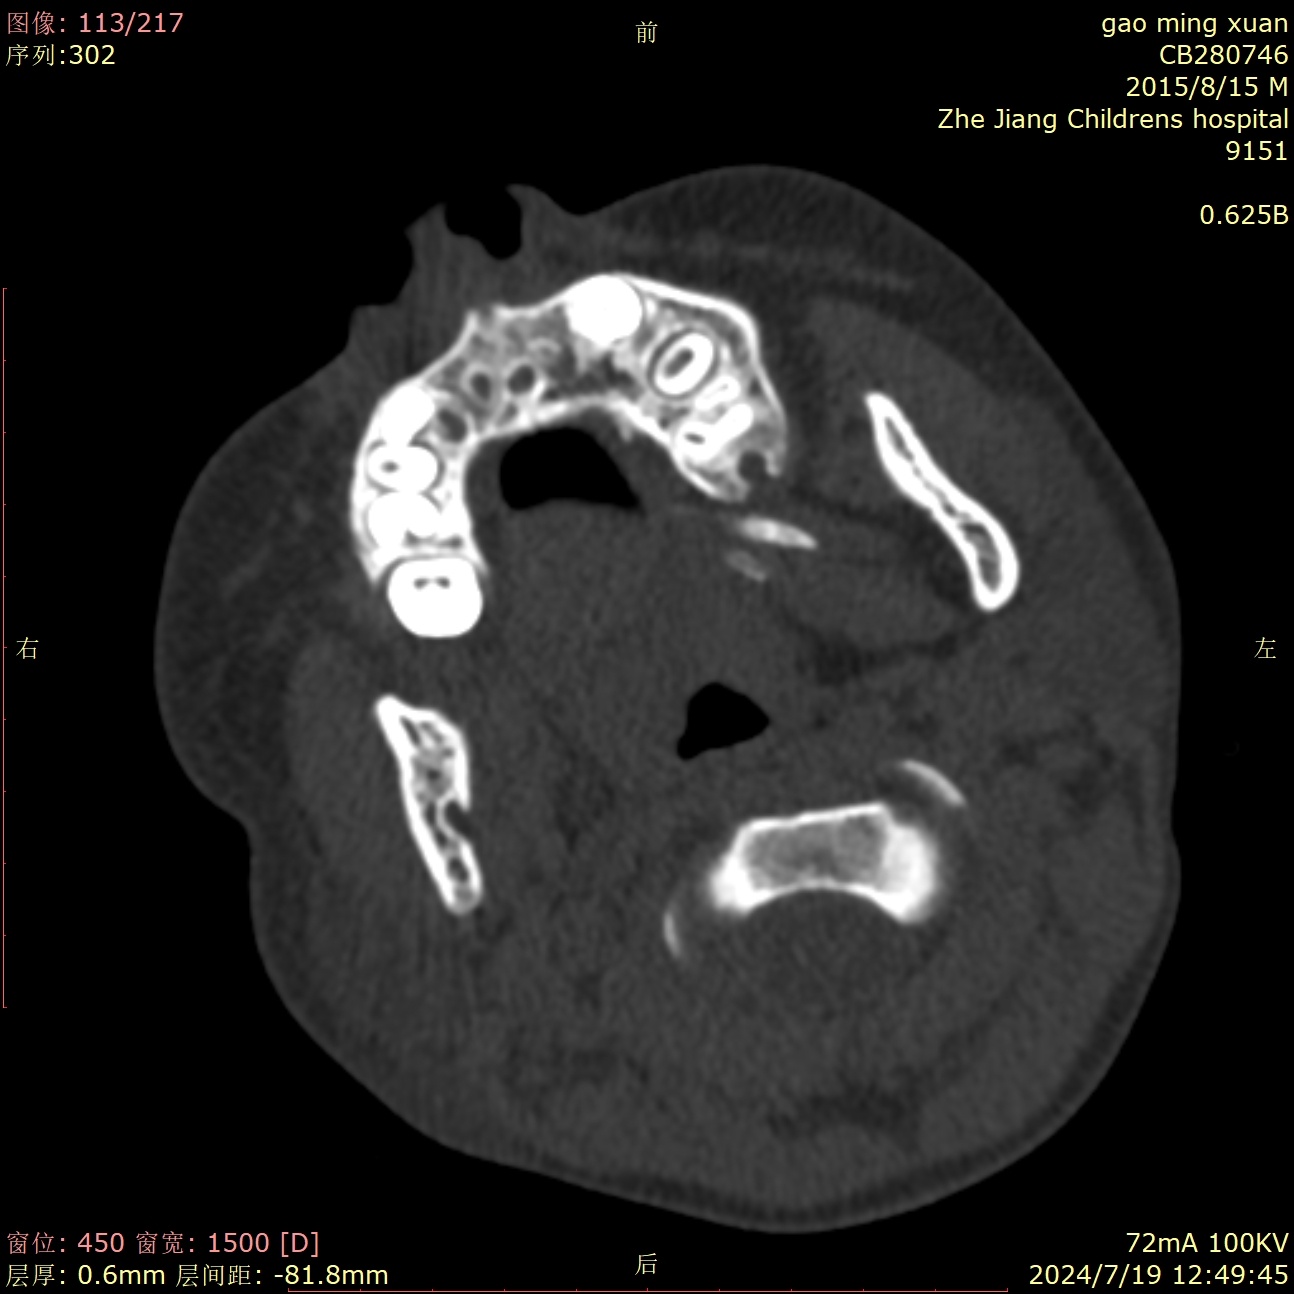 图像: 113/217
序列:302
前
gao ming xuan
CB280746
2015/8/15 M
Zhe Jiang Childrens hospital
9151
0.625B
右
左
窗位: 450 窗宽: 1500 [D]
层厚: 0.6mm 层间距: -81.8mm
后
72mA 100KV
2024/7/19 12:49:45